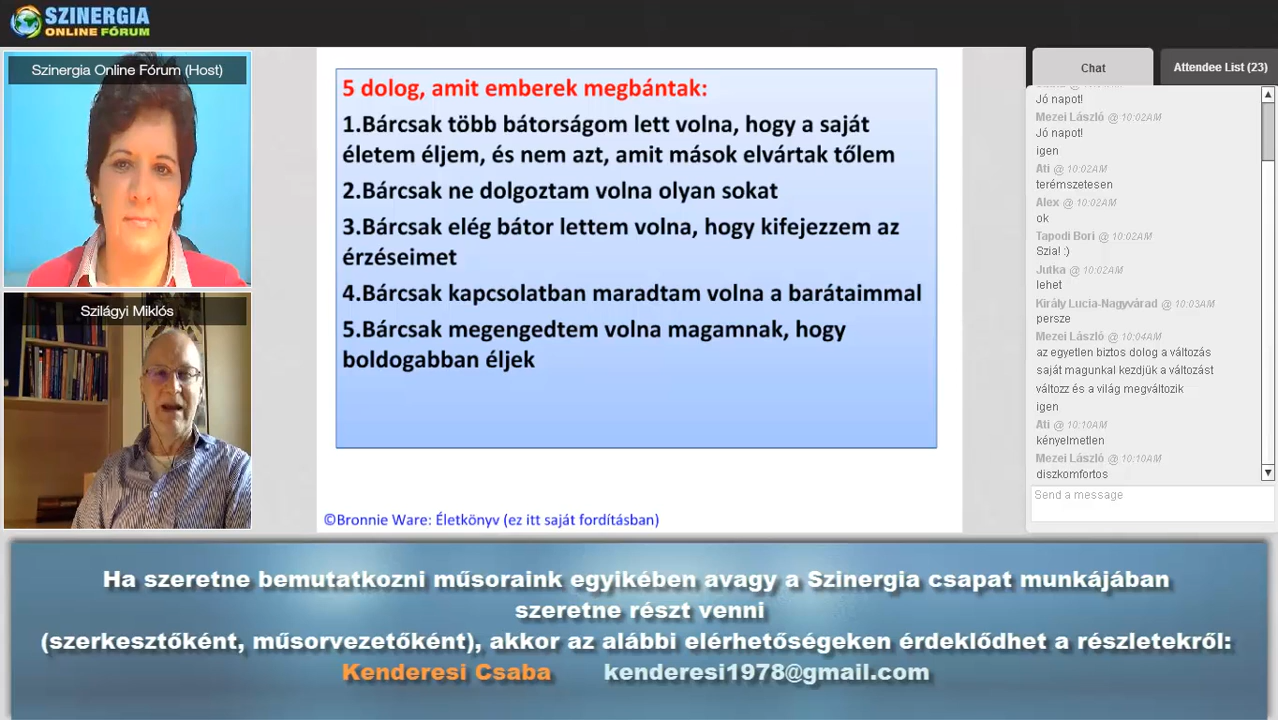 SZINERGIA
ONLINE FÓRUM
Szinergia Online Fórum (Host)
Szilágyi Miklós
5 dolog, amit emberek megbántak:
1.Bárcsak több bátorságom lett volna, hogy a saját
életem éljem, és nem azt, amit mások elvártak tőlem
2.Bárcsak ne dolgoztam volna olyan sokat
3.Bárcsak elég bátor lettem volna, hogy kifejezzem az
érzéseimet
4.Bárcsak kapcsolatban maradtam volna a barátaimmal
5.Bárcsak megengedtem volna magamnak, hogy
boldogabban éljek
©Bronnie Ware: Életkönyv (ez itt saját fordításban)
Chat
Attendee List (23)
Jó napot!
Mezei László @ 10:02AM
Jó napot!
igen
Ati @ 10:02AM
terémszetesen
Alex @ 10:02AM
ok
Tapodi Bori @ 10:02AM
Szia! :)
Jutka @ 10:02AM
lehet
Király Lucia-Nagyvárad @ 10:03AM
persze
Mezei László @ 10:04AM
az egyetlen biztos dolog a változás
saját magunkal kezdjük a változást
változz és a világ megváltozik
igen
Ati @ 10:10AM
kényelmetlen
Mezei László @ 10:10AM
diszkomfortos
Send a message
Ha szeretne bemutatkozni műsoraink egyikében avagy a Szinergia csapat munkájában
szeretne részt venni
(szerkesztőként, műsorvezetőként), akkor az alábbi elérhetőségeken érdeklődhet a részletekről:
Kenderesi Csaba kenderesi1978@gmail.com